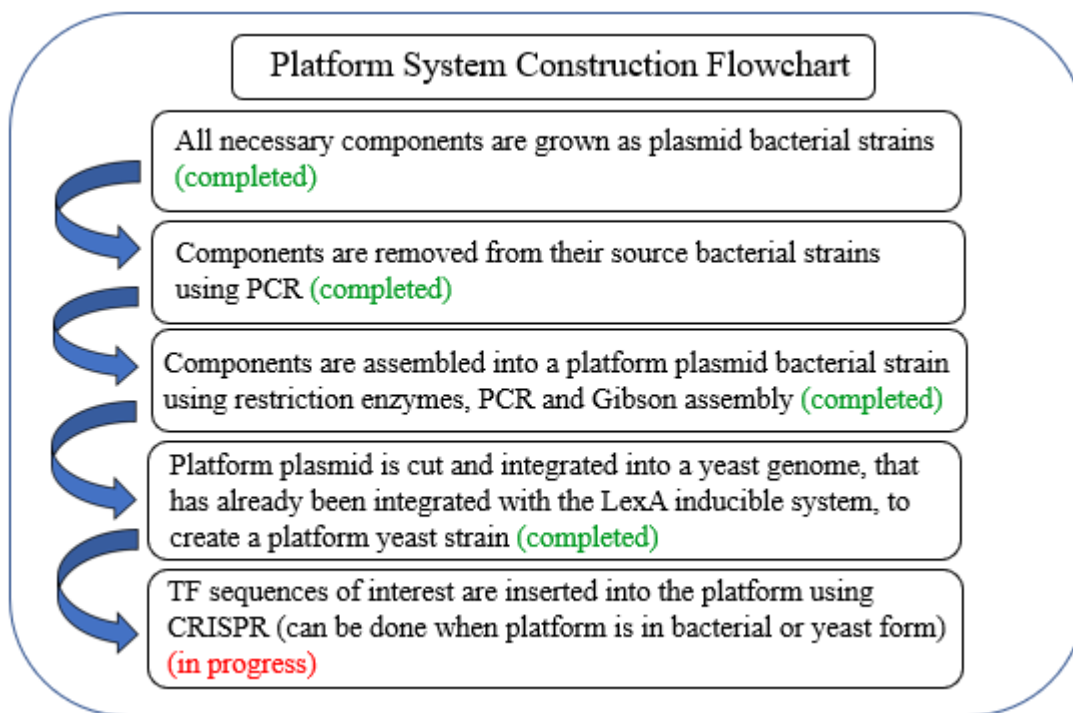 Platform System Construction Flowchart
All necessary components are grown as plasmid bacterial strains
(completed)
Components are removed from their source bacterial strains
using PCR (completed)
Components are assembled into a platform plasmid bacterial strain
using restriction enzymes, PCR and Gibson assembly (completed)
Platform plasmid is cut and integrated into a yeast genome, that
has already been integrated with the LexA inducible system, to
create a platform yeast strain (completed)
TF sequences of interest are inserted into the platform using
CRISPR (can be done when platform is in bacterial or yeast form)
(in progress)